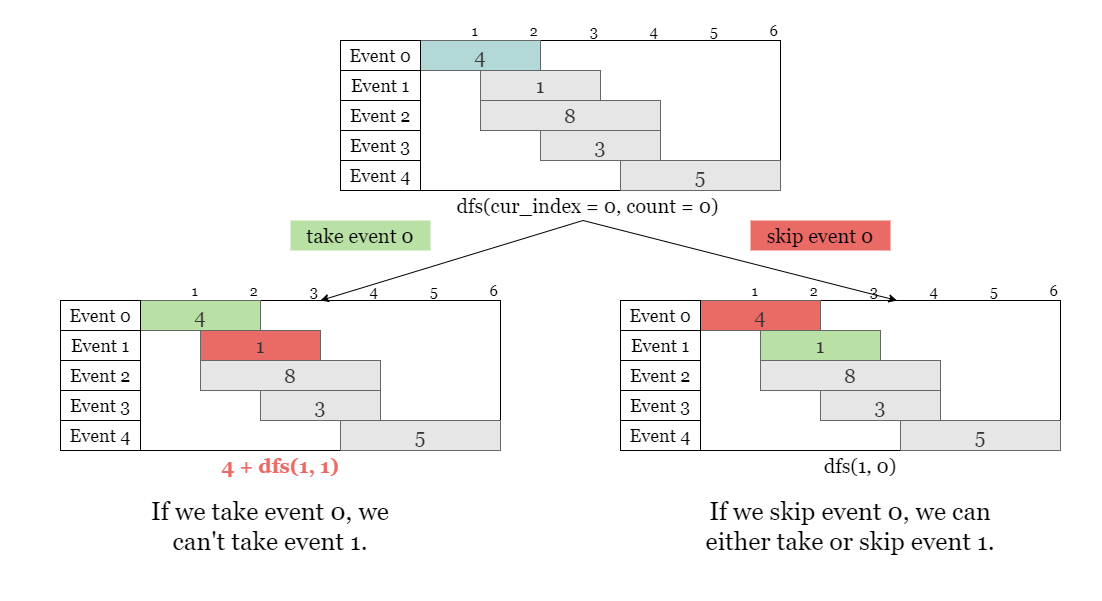 1 2 3 4 5 6
Event 0 4
Event 1 1
Event 2 8
Event 3 3
Event 4 5
dfs(cur_index = 0, count = 0)
take event 0
skip event 0
1 2 3 4 5 6
Event 0 4
Event 1 1
Event 2 8
Event 3 3
Event 4 5
4 + dfs(1, 1)
If we take event 0, we
can't take event 1.
1 2 3 4 5 6
Event 0 4
Event 1 1
Event 2 8
Event 3 3
Event 4 5
dfs(1, 0)
If we skip event 0, we can
either take or skip event 1.